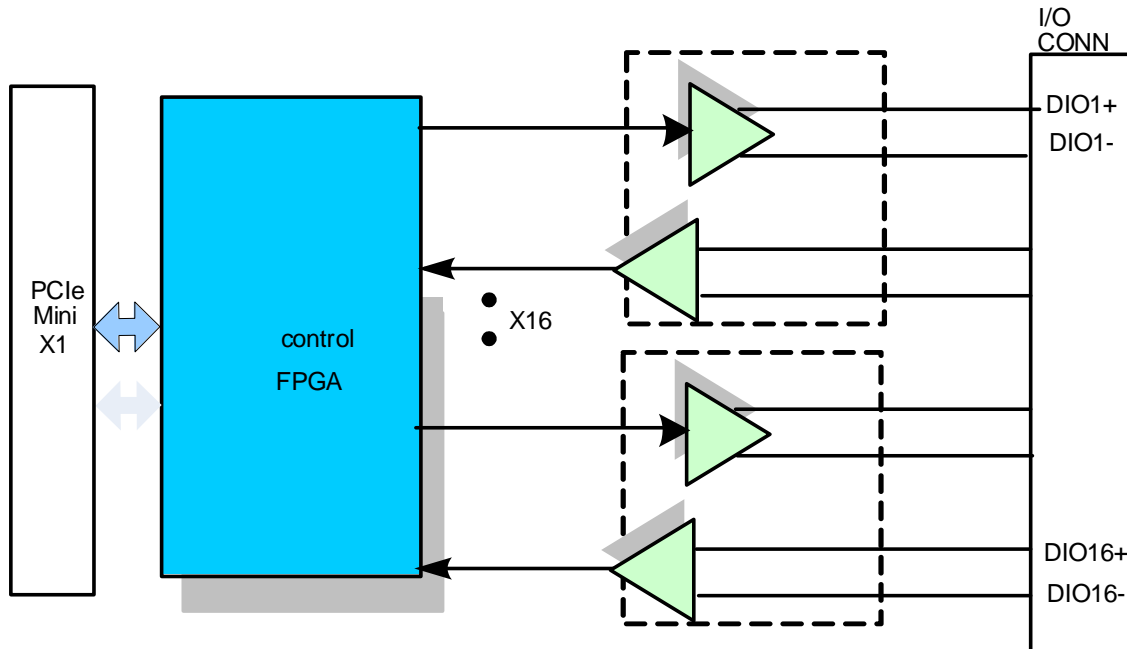 I/O
CONN
DIO1+
DIO1-
PCIe
Mini
X1
control
FPGA
X16
DIO16+
DIO16-